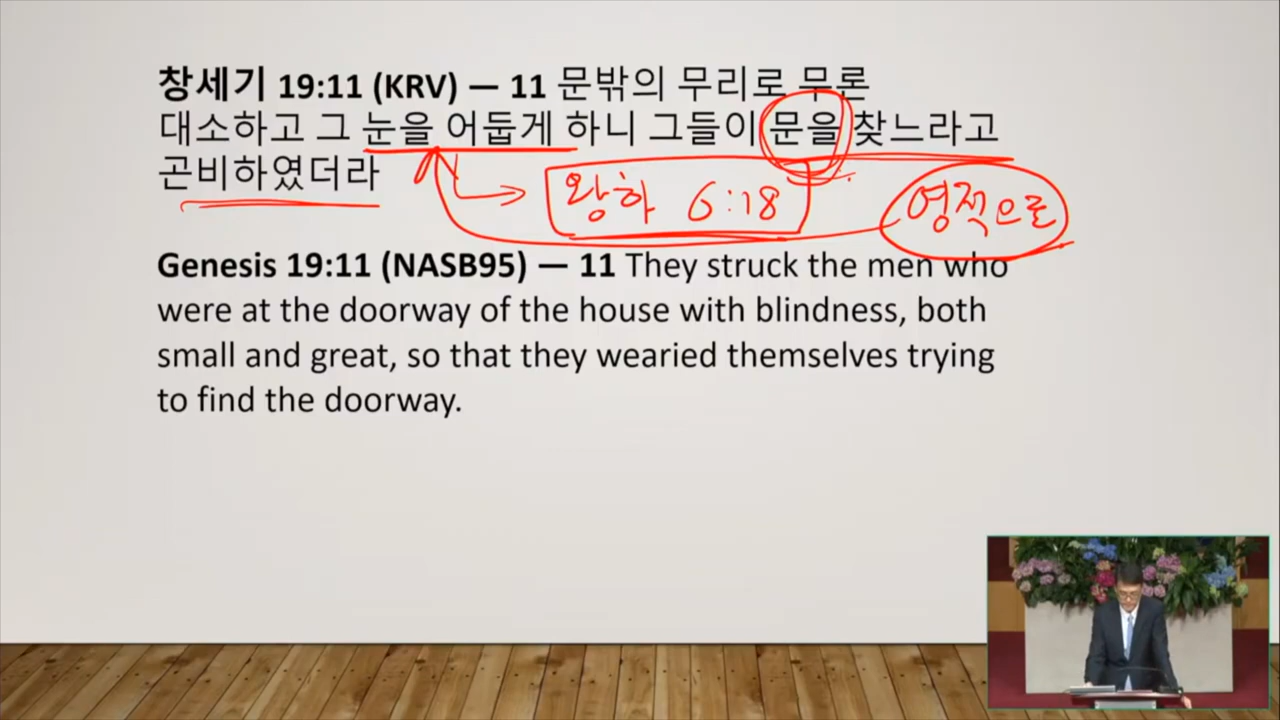 창세기 19:11 (KRV) — 11 문밖의 무리로 무론
대소하고 그 눈을 어둡게 하니 그들이 문을 찾느라고
곤비하였더라
왕하 6:18
영적으로
Genesis 19:11 (NASB95) — 11 They struck the men who
were at the doorway of the house with blindness, both
small and great, so that they wearied themselves trying
to find the doorway.